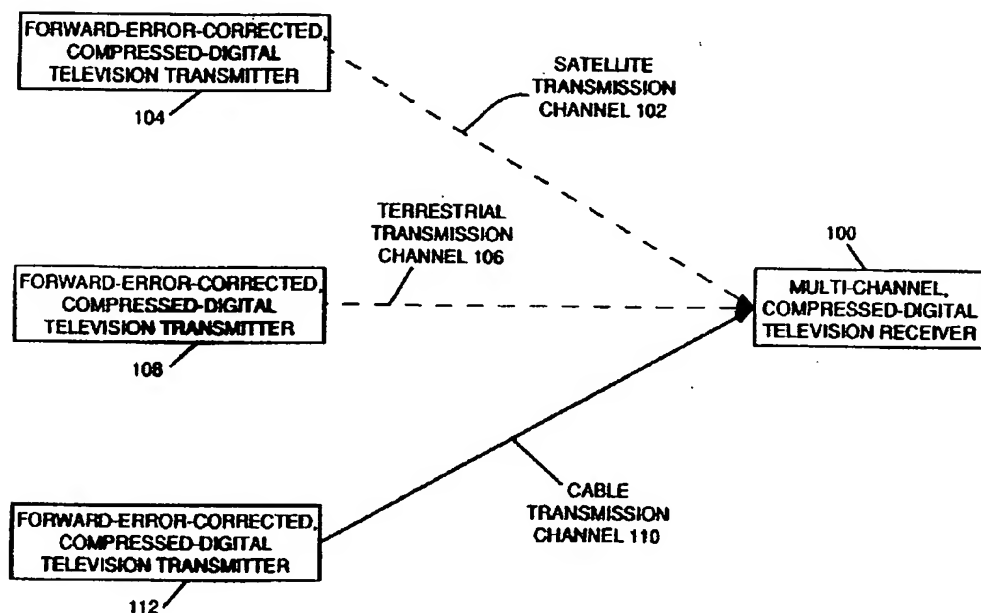 FORWARD-ERROR-CORRECTED,
COMPRESSED-DIGITAL
TELEVISION TRANSMITTER
104
SATELLITE
TRANSMISSION
CHANNEL 102
TERRESTRIAL
TRANSMISSION
CHANNEL 106
FORWARD-ERROR-CORRECTED,
COMPRESSED-DIGITAL
TELEVISION TRANSMITTER
108
100
MULTI-CHANNEL,
COMPRESSED-DIGITAL
TELEVISION RECEIVER
CABLE
TRANSMISSION
CHANNEL 110
FORWARD-ERROR-CORRECTED,
COMPRESSED-DIGITAL
TELEVISION TRANSMITTER
112